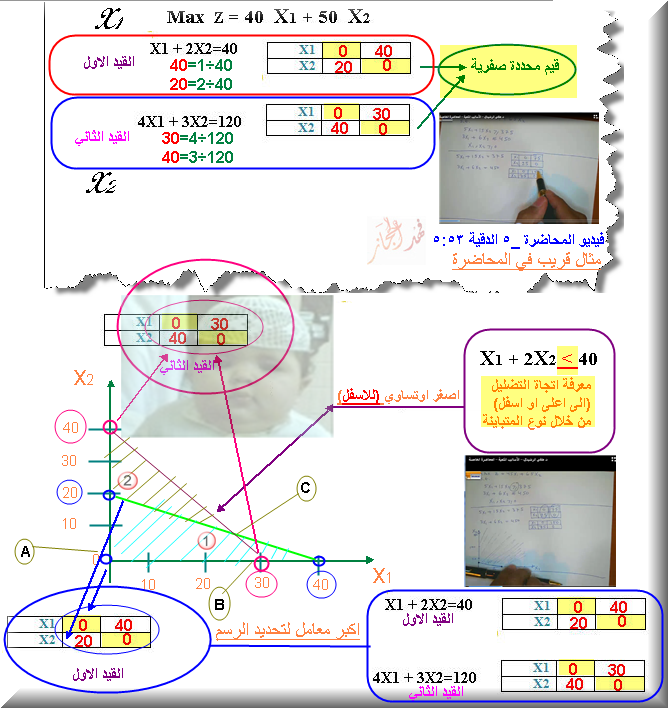 X1
Max Z = 40 X1 + 50 X2
X1 + 2X2=40
القيد الاول
40=1÷40
20=2÷40
X1 0 40
X2 20 0
قيم محددة صفرية
4X1 + 3X2=120
القيد الثاني
30=4÷120
40=3÷120
X1 0 30
X2 40 0
X2
فيديو المحاضرة _ ٥ الدقية ٥:٥٣
مثال قريب في المحاضرة
X1 0 30
X2 40 0
القيد الثاني
X1 + 2X2 < 40
معرفة اتجاة التضليل
(الى اعلى او اسفل)
من خلال نوع المتباينة
اصغر اوتساوي (للاسفل)
X2
40
30
20
10
2
1
A
B
C
10
20
30
40
X1
X1 0 40
X2 20 0
القيد الاول
اكبر معامل لتحديد الرسم
X1 + 2X2=40
القيد الاول
X1 0 40
X2 20 0
4X1 + 3X2=120
القيد الثاني
X1 0 30
X2 40 0